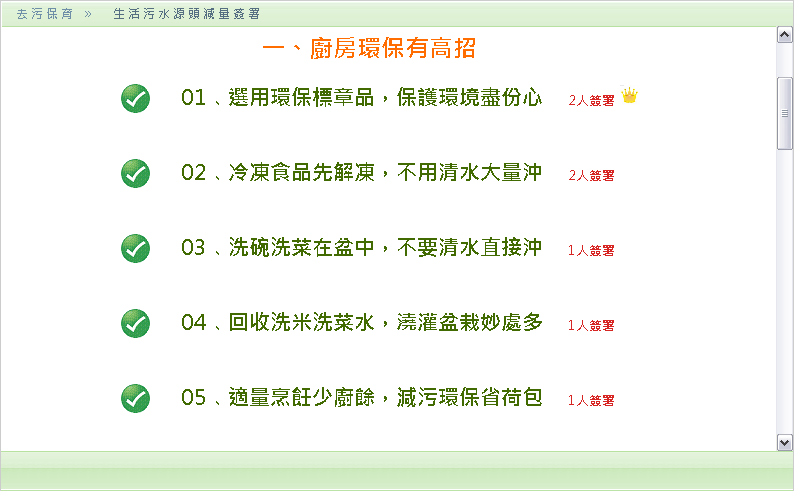 去污保育 » 生活污水源頭減量簽署
一、廚房環保有高招
01、選用環保標章品，保護環境盡份心 2人簽署
02、冷凍食品先解凍，不用清水大量沖 2人簽署
03、洗碗洗菜在盆中，不要清水直接沖 1人簽署
04、回收洗米洗菜水，澆灌盆栽妙處多 1人簽署
05、適量烹飪少廚餘，減污環保省荷包 1人簽署